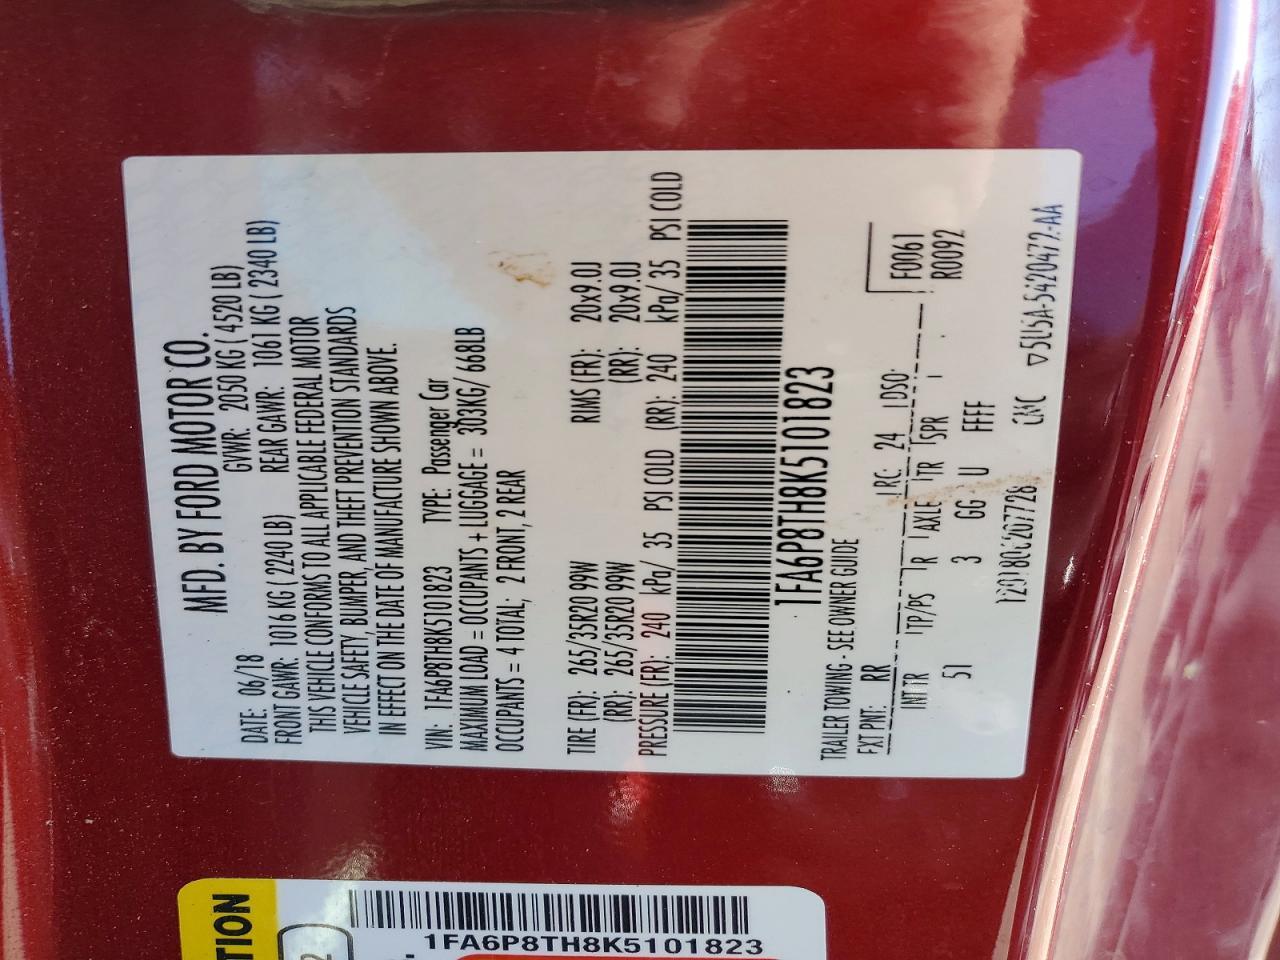 MFD. BY FORD MOTOR CO.
DATE: 06/18 GVWR: 2050 KG ( 4520 LB)
FRONT GAWR: 1016 KG ( 2240 LB) REAR GAWR: 1061 KG ( 2340 LB)
THIS VEHICLE CONFORMS TO ALL APPLICABLE FEDERAL MOTOR
VEHICLE SAFETY, BUMPER, AND THEFT PREVENTION STANDARDS
IN EFFECT ON THE DATE OF MANUFACTURE SHOWN ABOVE.
VIN: 1FA6P8TH8K5101823 TYPE: Passenger Car
MAXIMUM LOAD = OCCUPANTS + LUGGAGE = 303KG/ 668LB
OCCUPANTS = 4 TOTAL; 2 FRONT, 2 REAR
TIRE (FR): 265/35R20 99W RIMS (FR): 20x9.0J
(RR): 265/35R20 99W (RR): 20x9.0J
PRESSURE (FR): 240 kPa/ 35 PSI COLD (RR): 240 kPa/ 35 PSI COLD
1FA6P8TH8K5101823
TRAILER TOWING - SEE OWNER GUIDE
EXT PNT: RR RC: 24 DSO: F0061
R0092
INT TR TP/PS R AXLE TR SPR
51 3 GG U FFFF
5U5A-5420472-AA
TION
2
1FA6P8TH8K5101823